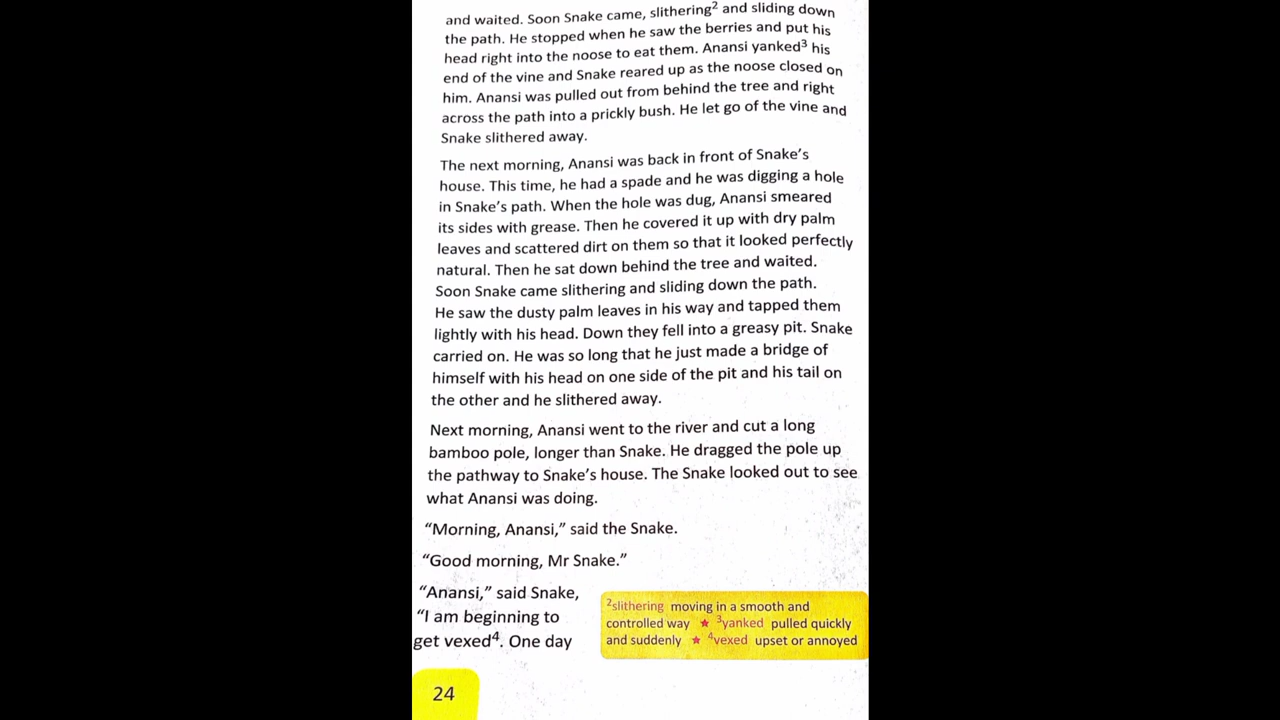 and waited. Soon Snake came, slithering² and sliding down
the path. He stopped when he saw the berries and put his
head right into the noose to eat them. Anansi yanked³ his
end of the vine and Snake reared up as the noose closed on
him. Anansi was pulled out from behind the tree and right
across the path into a prickly bush. He let go of the vine and
Snake slithered away.
The next morning, Anansi was back in front of Snake’s
house. This time, he had a spade and he was digging a hole
in Snake’s path. When the hole was dug, Anansi smeared
its sides with grease. Then he covered it up with dry palm
leaves and scattered dirt on them so that it looked perfectly
natural. Then he sat down behind the tree and waited.
Soon Snake came slithering and sliding down the path.
He saw the dusty palm leaves in his way and tapped them
lightly with his head. Down they fell into a greasy pit. Snake
carried on. He was so long that he just made a bridge of
himself with his head on one side of the pit and his tail on
the other and he slithered away.
Next morning, Anansi went to the river and cut a long
bamboo pole, longer than Snake. He dragged the pole up
the pathway to Snake’s house. The Snake looked out to see
what Anansi was doing.
“Morning, Anansi,” said the Snake.
“Good morning, Mr Snake.”
“Anansi,” said Snake,
“I am beginning to
get vexed⁴. One day
²slithering moving in a smooth and
controlled way ★ ³yanked pulled quickly
and suddenly ★ ⁴vexed upset or annoyed
24